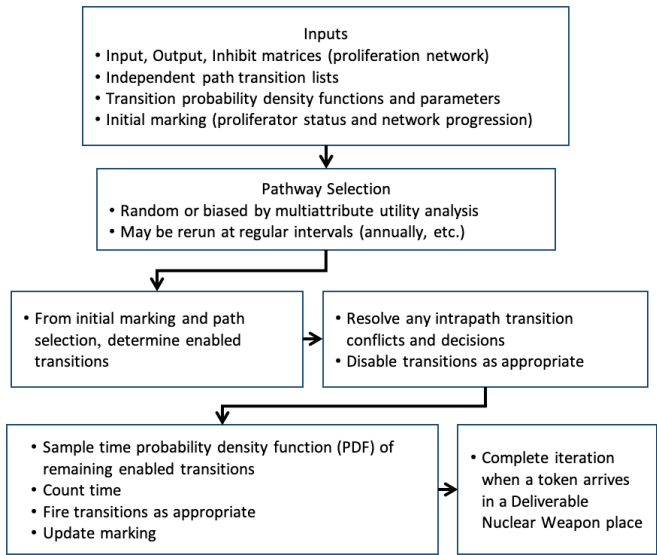 Inputs
• Input, Output, Inhibit matrices (proliferation network)
• Independent path transition lists
• Transition probability density functions and parameters
• Initial marking (proliferator status and network progression)
Pathway Selection
• Random or biased by multiattribute utility analysis
• May be rerun at regular intervals (annually, etc.)
• From initial marking and path
selection, determine enabled
transitions
• Resolve any intrapath transition
conflicts and decisions
• Disable transitions as appropriate
• Sample time probability density function (PDF) of
remaining enabled transitions
• Count time
• Fire transitions as appropriate
• Update marking
• Complete iteration
when a token arrives
in a Deliverable
Nuclear Weapon place